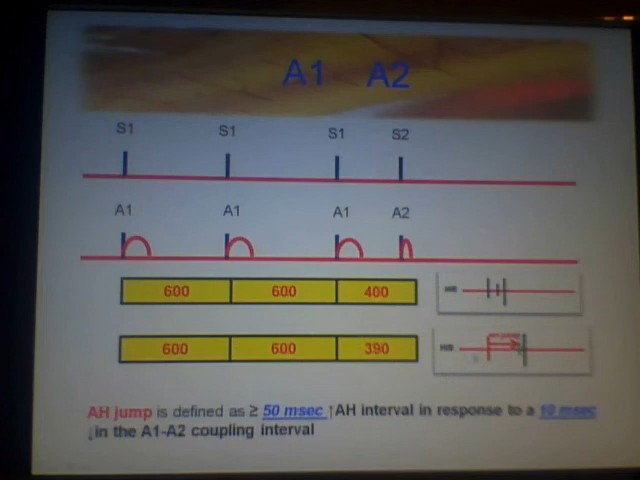 A1 A2
S1 S1 S1 S2
A1 A1 A1 A2
600 600 400
600 600 390
AH jump is defined as ≥ 50 msec ↑AH interval in response to a 10 msec
↓in the A1-A2 coupling interval